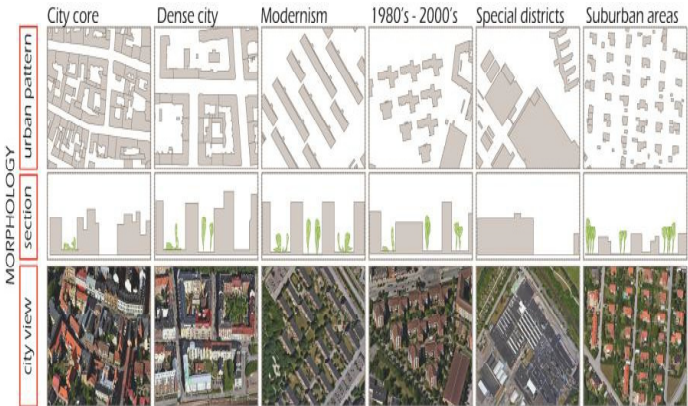 City core
Dense city
Modernism
1980's - 2000's
Special districts
Suburban areas
MORPHOLOGY
urban pattern
section
city view